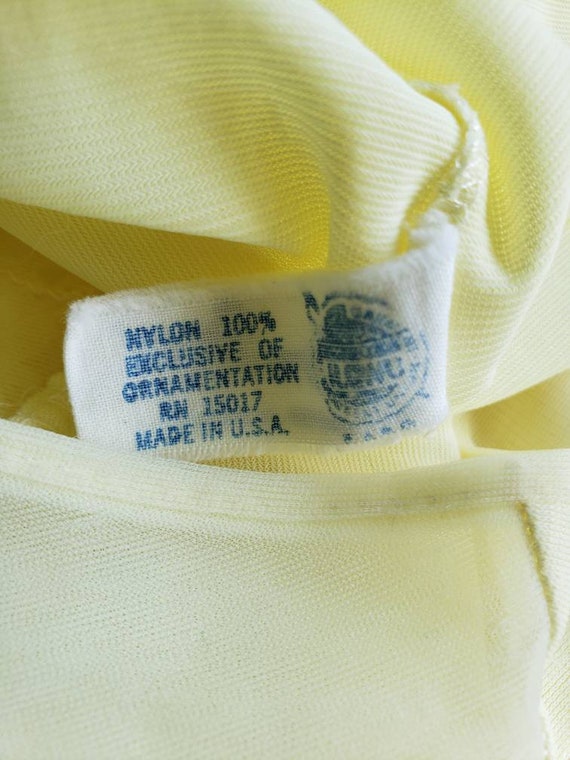 NYLON 100%
EXCLUSIVE OF
ORNAMENTATION
RN 15017
MADE IN U.S.A.